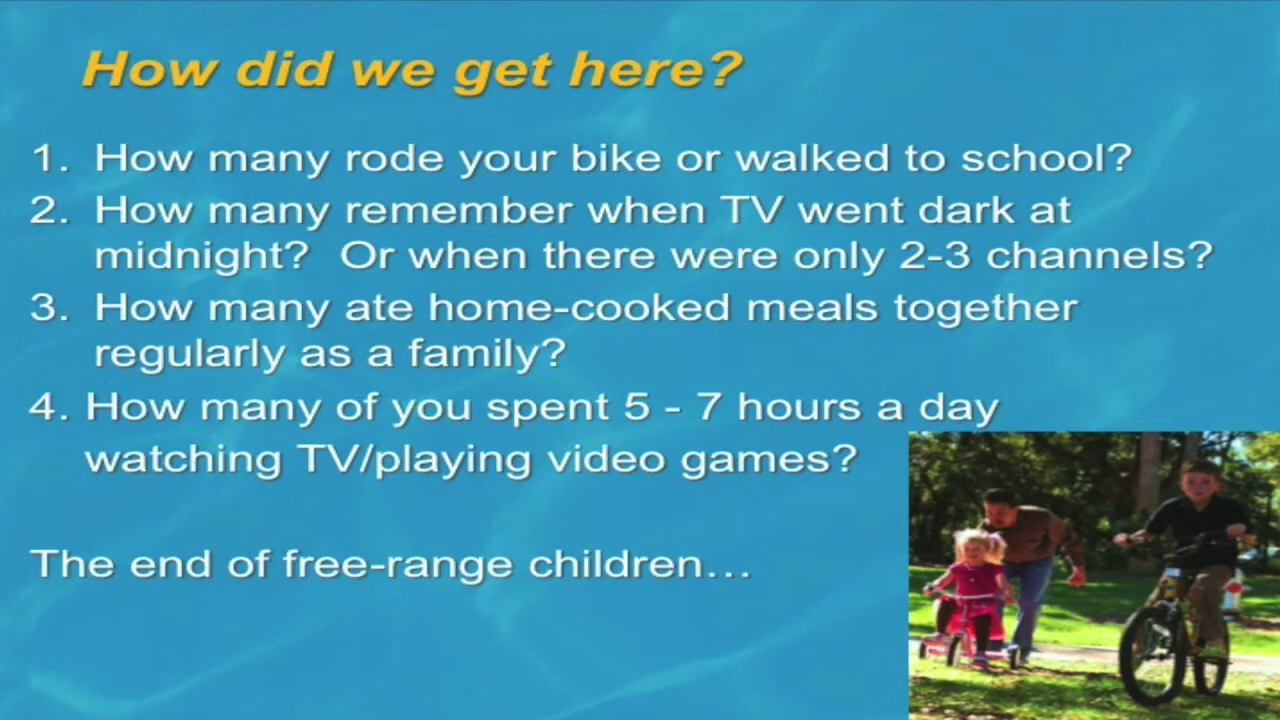 How did we get here?
1. How many rode your bike or walked to school?
2. How many remember when TV went dark at
midnight? Or when there were only 2-3 channels?
3. How many ate home-cooked meals together
regularly as a family?
4. How many of you spent 5 - 7 hours a day
watching TV/playing video games?
The end of free-range children…